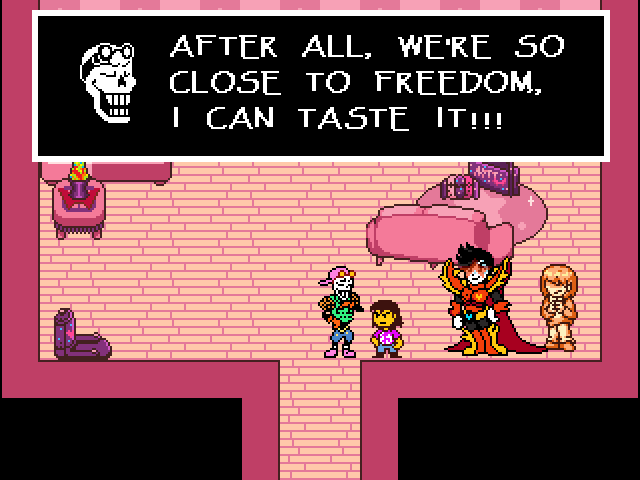 AFTER ALL, WE'RE SO
CLOSE TO FREEDOM,
I CAN TASTE IT!!!